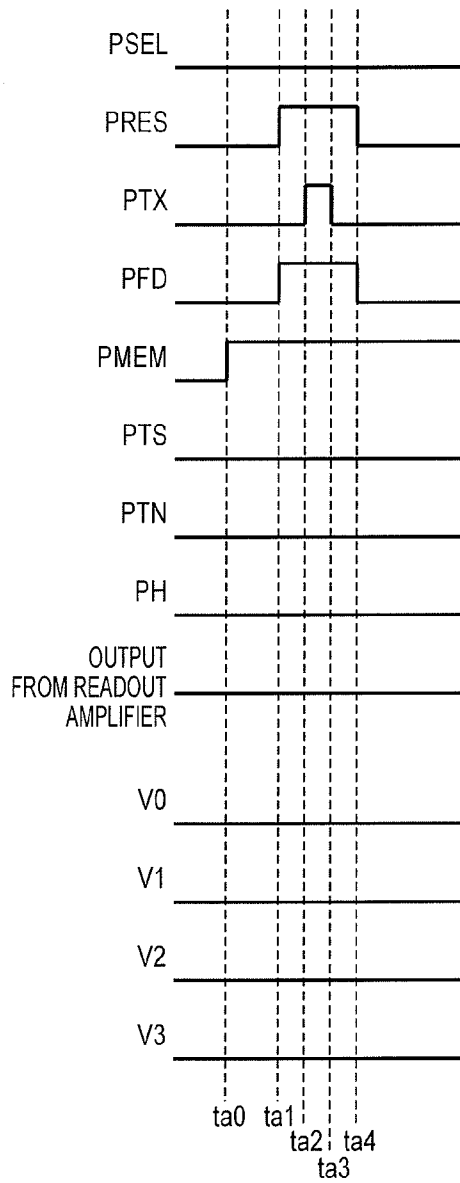 PSEL
PRES
PTX
PFD
PMEM
PTS
PTN
PH
OUTPUT
FROM READOUT
AMPLIFIER
V0
V1
V2
V3
ta0 ta1 ta2 ta3 ta4